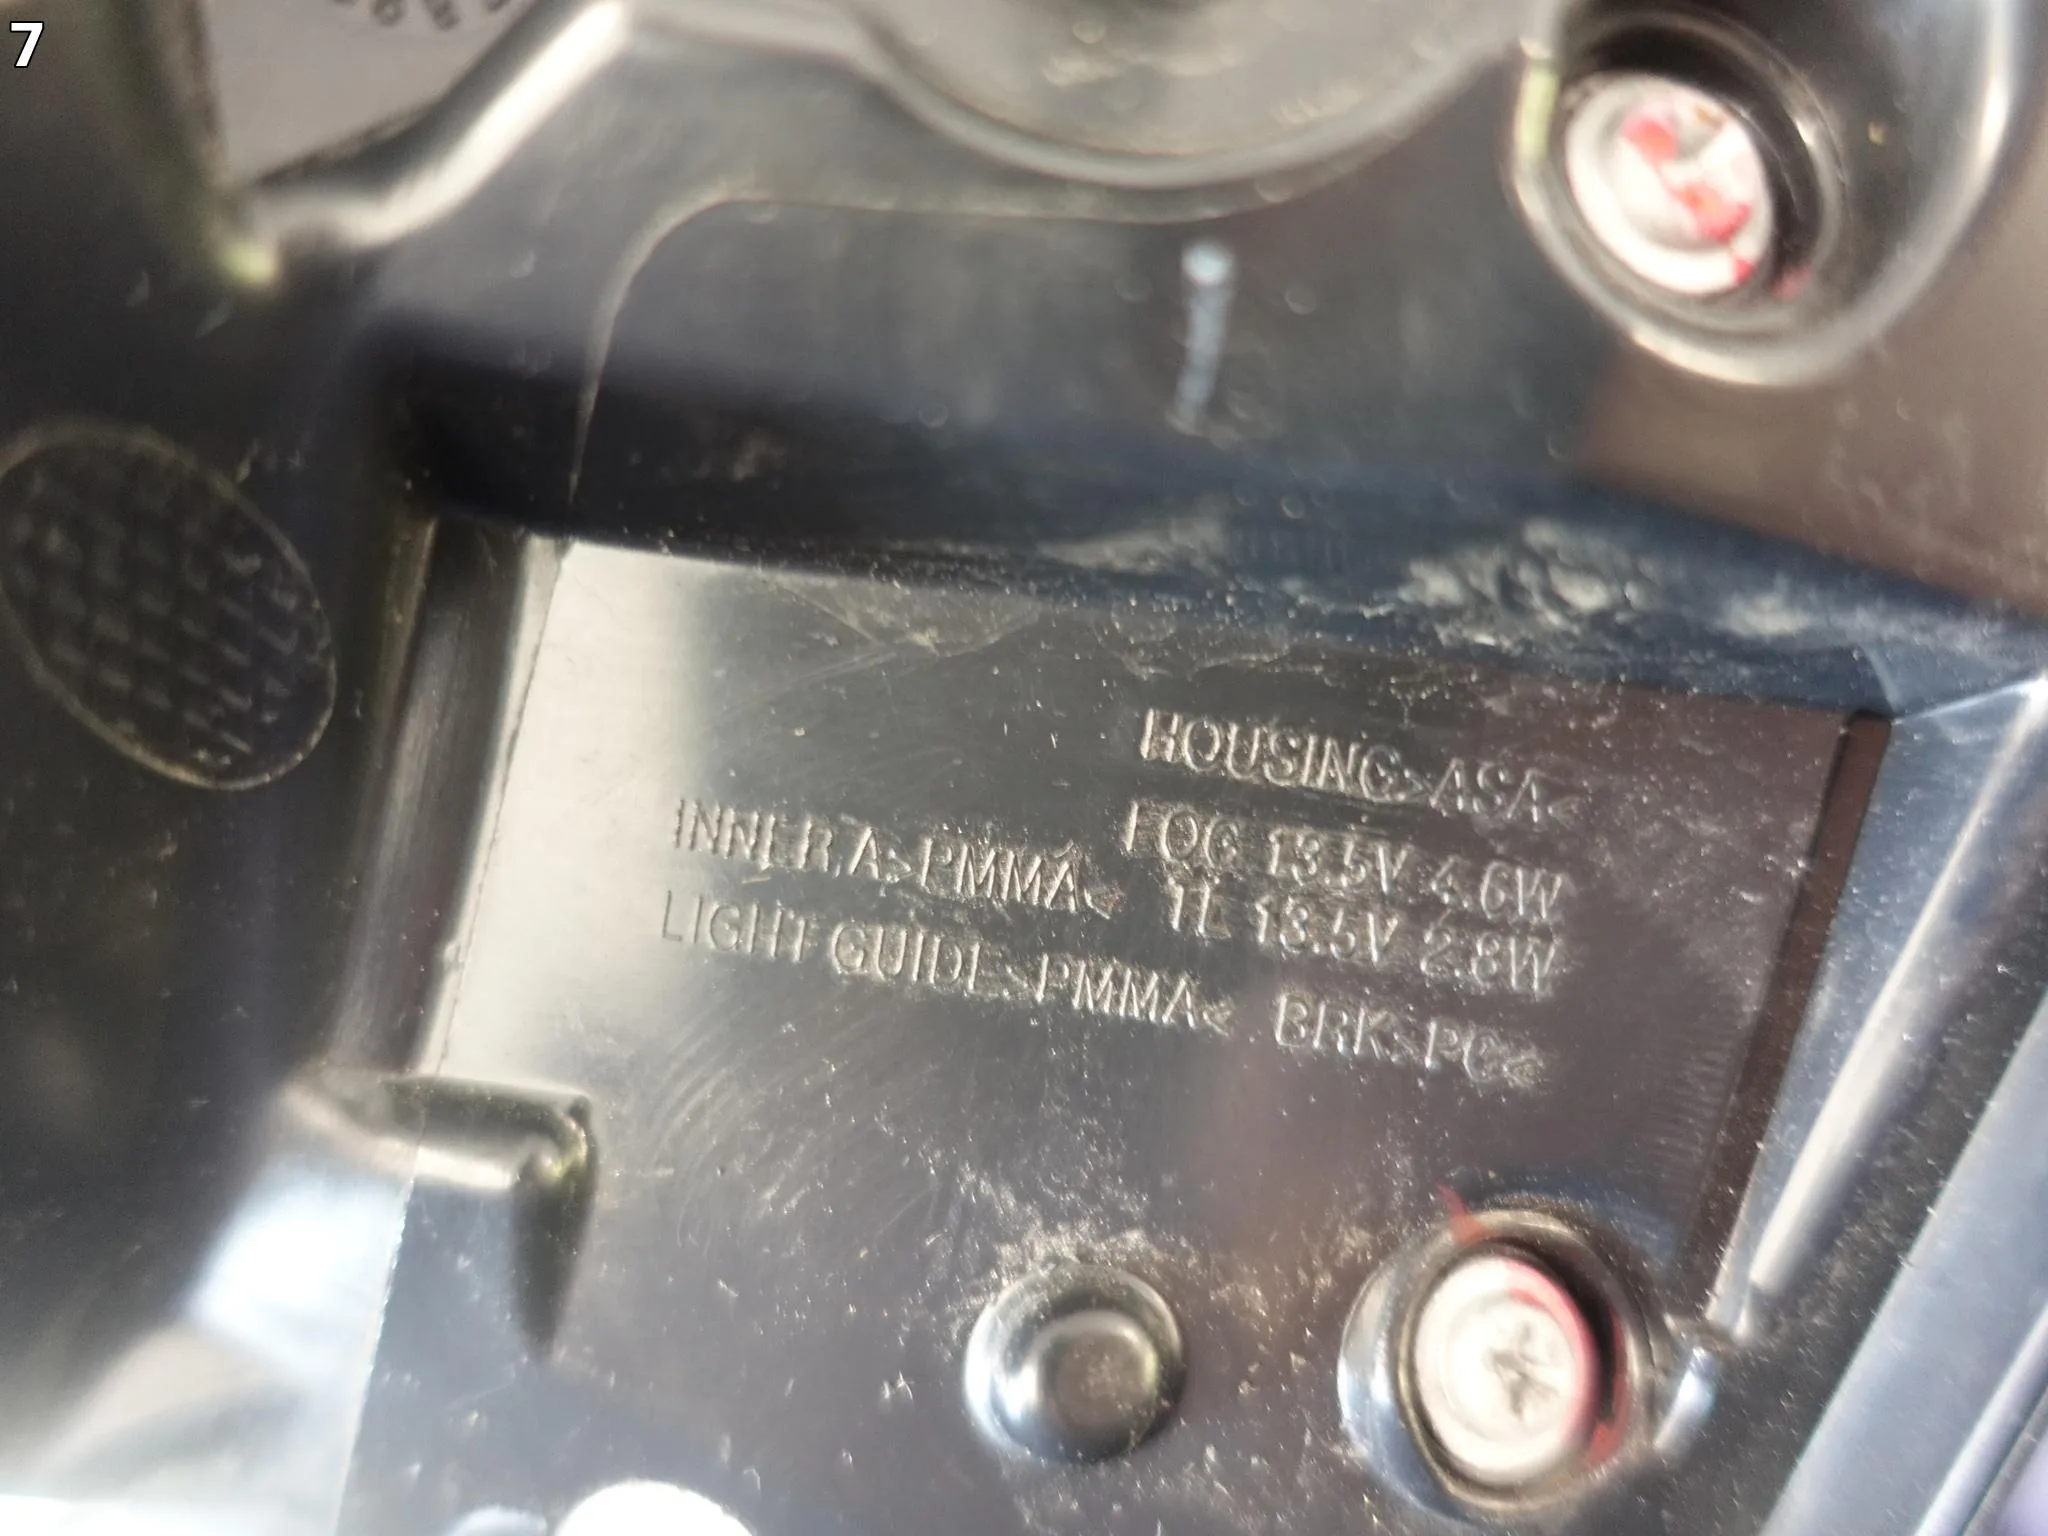 7
HOUSING>ASA<
FOG 13.5V 4.6W
INNER A>PMMA< TL 13.5V 2.8W
LIGHT GUIDE>PMMA< BRK>PC<